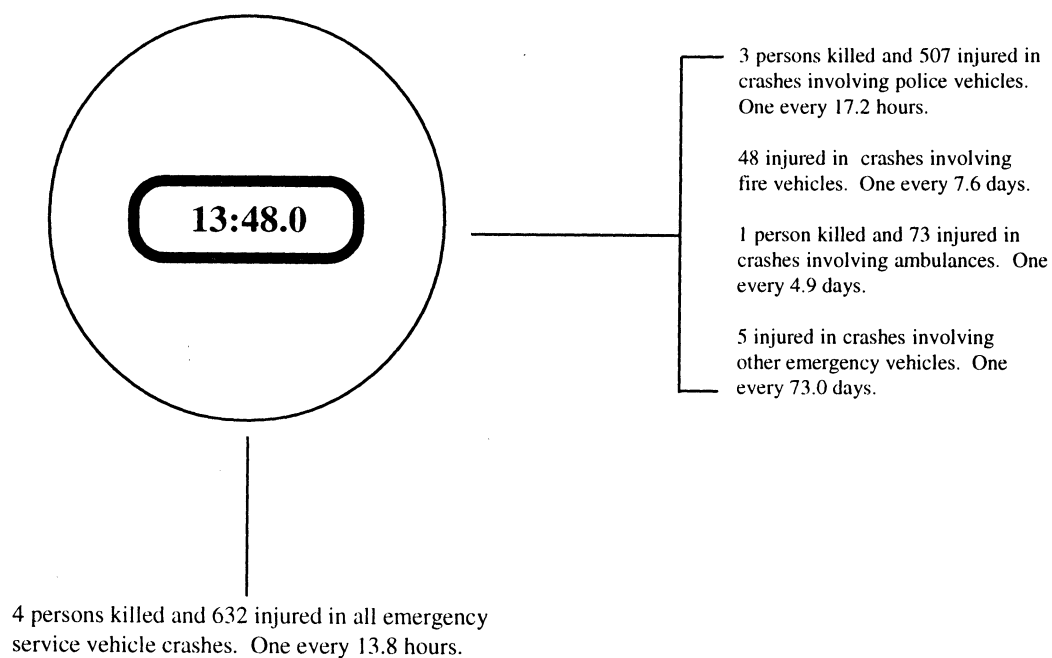 13:48.0
3 persons killed and 507 injured in
crashes involving police vehicles.
One every 17.2 hours.
48 injured in crashes involving
fire vehicles. One every 7.6 days.
1 person killed and 73 injured in
crashes involving ambulances. One
every 4.9 days.
5 injured in crashes involving
other emergency vehicles. One
every 73.0 days.
4 persons killed and 632 injured in all emergency
service vehicle crashes. One every 13.8 hours.